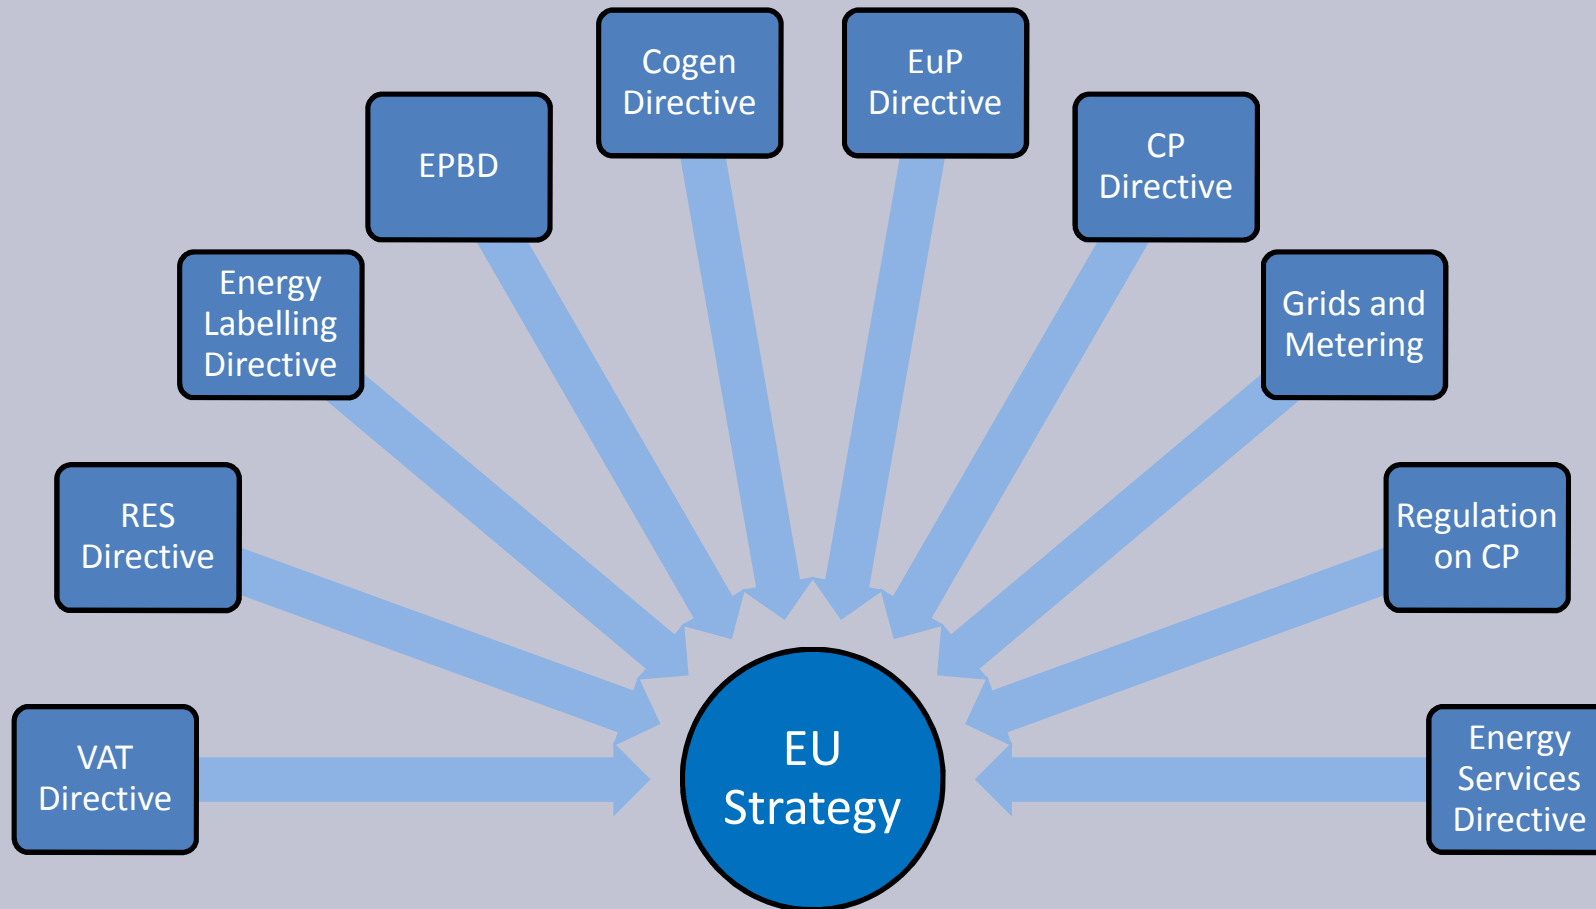 Cogen
Directive
EuP
Directive
EPBD
CP
Directive
Energy
Labelling
Directive
Grids and
Metering
RES
Directive
Regulation
on CP
VAT
Directive
EU
Strategy
Energy
Services
Directive